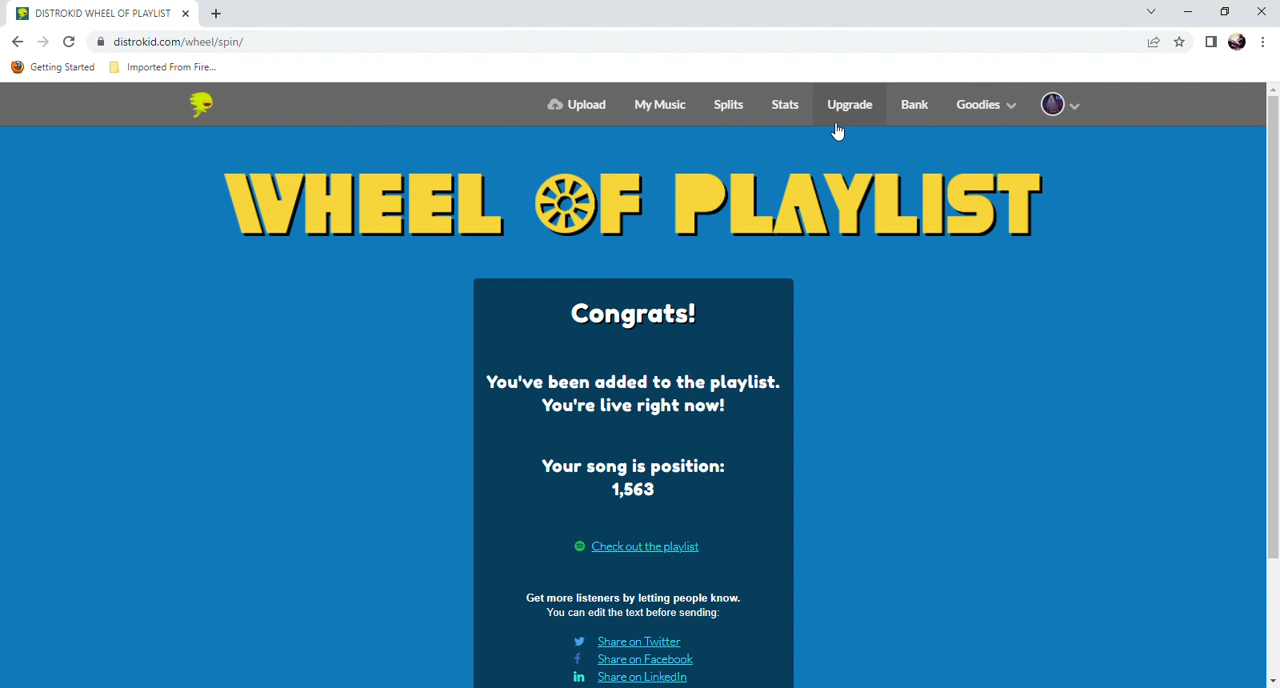 DISTROKID WHEEL OF PLAYLIST
distrokid.com/wheel/spin/
Getting Started Imported From Fire...
Upload My Music Splits Stats Upgrade Bank Goodies
WHEEL OF PLAYLIST
Congrats!
You've been added to the playlist.
You're live right now!
Your song is position:
1,563
Check out the playlist
Get more listeners by letting people know.
You can edit the text before sending:
Share on Twitter
Share on Facebook
Share on LinkedIn